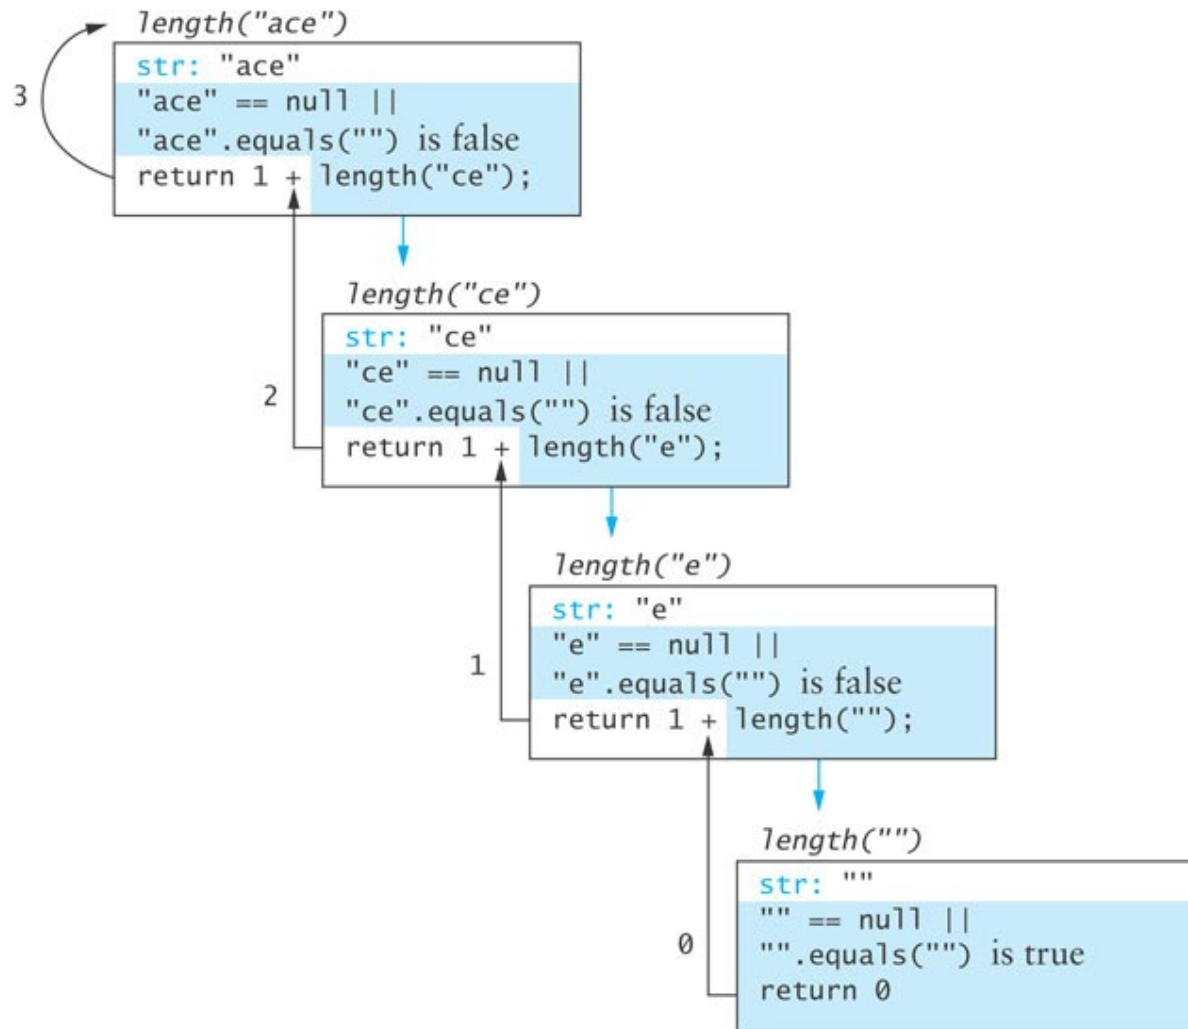 length("ace")
str: "ace"
"ace" == null ||
"ace".equals("") is false
return 1 + length("ce");
3
length("ce")
str: "ce"
"ce" == null ||
"ce".equals("") is false
return 1 + length("e");
2
length("e")
str: "e"
"e" == null ||
"e".equals("") is false
return 1 + length("");
1
length("")
str: ""
"" == null ||
"".equals("") is true
return 0
0